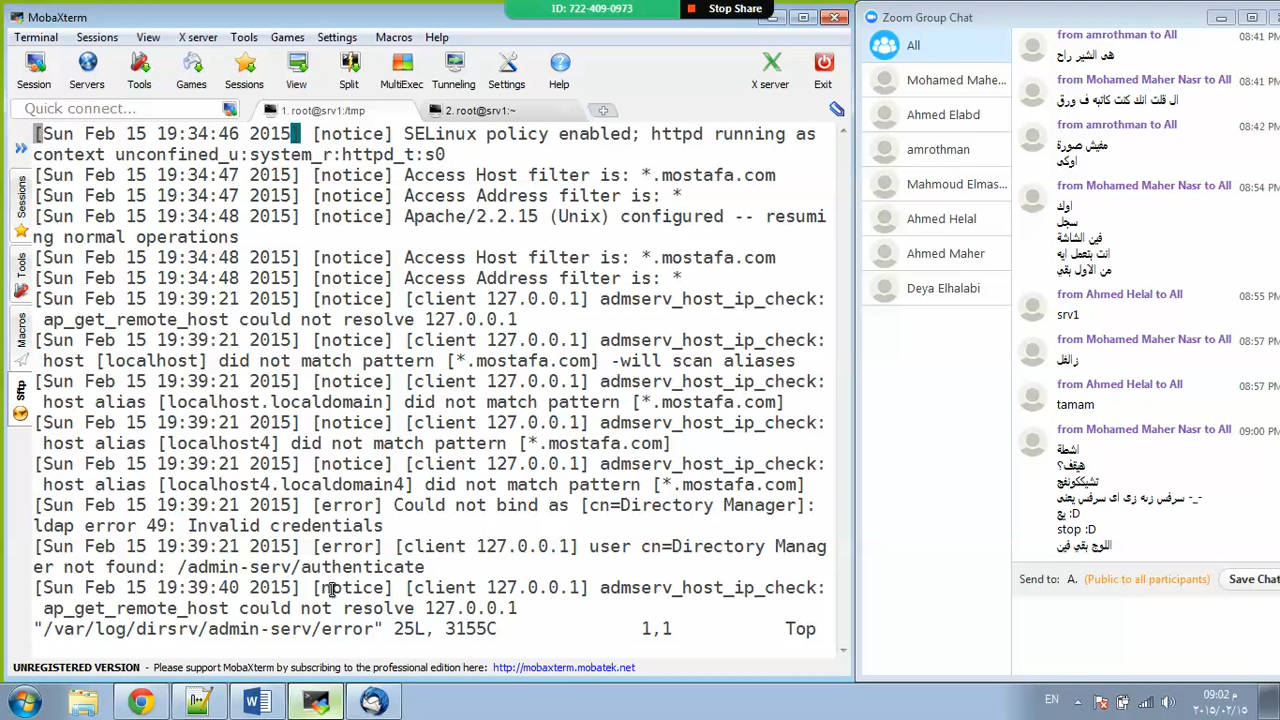 MobaXterm
ID: 722-409-0973
Stop Share
Terminal Sessions View X server Tools Games Settings Macros Help
Session Servers Tools Games Sessions View Split MultiExec Tunneling Settings Help X server Exit
Quick connect...
1. root@srv1:/tmp
2. root@srv1:~
Sessions
Tools
Macros
Sftp
[Sun Feb 15 19:34:46 2015] [notice] SELinux policy enabled; httpd running as
context unconfined_u:system_r:httpd_t:s0
[Sun Feb 15 19:34:47 2015] [notice] Access Host filter is: *.mostafa.com
[Sun Feb 15 19:34:47 2015] [notice] Access Address filter is: *
[Sun Feb 15 19:34:48 2015] [notice] Apache/2.2.15 (Unix) configured -- resumi
ng normal operations
[Sun Feb 15 19:34:48 2015] [notice] Access Host filter is: *.mostafa.com
[Sun Feb 15 19:34:48 2015] [notice] Access Address filter is: *
[Sun Feb 15 19:39:21 2015] [notice] [client 127.0.0.1] admserv_host_ip_check:
ap_get_remote_host could not resolve 127.0.0.1
[Sun Feb 15 19:39:21 2015] [notice] [client 127.0.0.1] admserv_host_ip_check:
host [localhost] did not match pattern [*.mostafa.com] -will scan aliases
[Sun Feb 15 19:39:21 2015] [notice] [client 127.0.0.1] admserv_host_ip_check:
host alias [localhost.localdomain] did not match pattern [*.mostafa.com]
[Sun Feb 15 19:39:21 2015] [notice] [client 127.0.0.1] admserv_host_ip_check:
host alias [localhost4] did not match pattern [*.mostafa.com]
[Sun Feb 15 19:39:21 2015] [notice] [client 127.0.0.1] admserv_host_ip_check:
host alias [localhost4.localdomain4] did not match pattern [*.mostafa.com]
[Sun Feb 15 19:39:21 2015] [error] Could not bind as [cn=Directory Manager]:
ldap error 49: Invalid credentials
[Sun Feb 15 19:39:21 2015] [error] [client 127.0.0.1] user cn=Directory Manag
er not found: /admin-serv/authenticate
[Sun Feb 15 19:39:40 2015] [notice] [client 127.0.0.1] admserv_host_ip_check:
ap_get_remote_host could not resolve 127.0.0.1
"/var/log/dirsrv/admin-serv/error" 25L, 3155C 1,1 Top
UNREGISTERED VERSION - Please support MobaXterm by subscribing to the professional edition here: http://mobaxterm.mobatek.net
Zoom Group Chat
All
Mohamed Mahe...
Ahmed Elabd
amrothman
Mahmoud Elmas...
Ahmed Helal
Ahmed Maher
Deya Elhalabi
from amrothman to All 08:41 PM
هى الشير راح
from Mohamed Maher Nasr to All 08:41 PM
ال قلت انك كنت كاتبه ف ورق
from amrothman to All 08:42 PM
مفيش صورة
اوكى
from Mohamed Maher Nasr to All 08:54 PM
اوك
سجل
فين الشاشة
انت بتعمل ايه
من الاول بقي
from Ahmed Helal to All 08:55 PM
srv1
from Mohamed Maher Nasr to All 08:57 PM
زالفل
from Ahmed Helal to All 08:57 PM
tamam
from Mohamed Maher Nasr to All 09:00 PM
اشطة
هيقف؟
تشيككونفج
سرفس زيه زى اى سرفس يعنى -_-
يع :D
stop :D
اللوج بقي فين
Send to: A. (Public to all participants) Save Chat
EN
09:02 م
٢٠١٥/٠٢/١٥